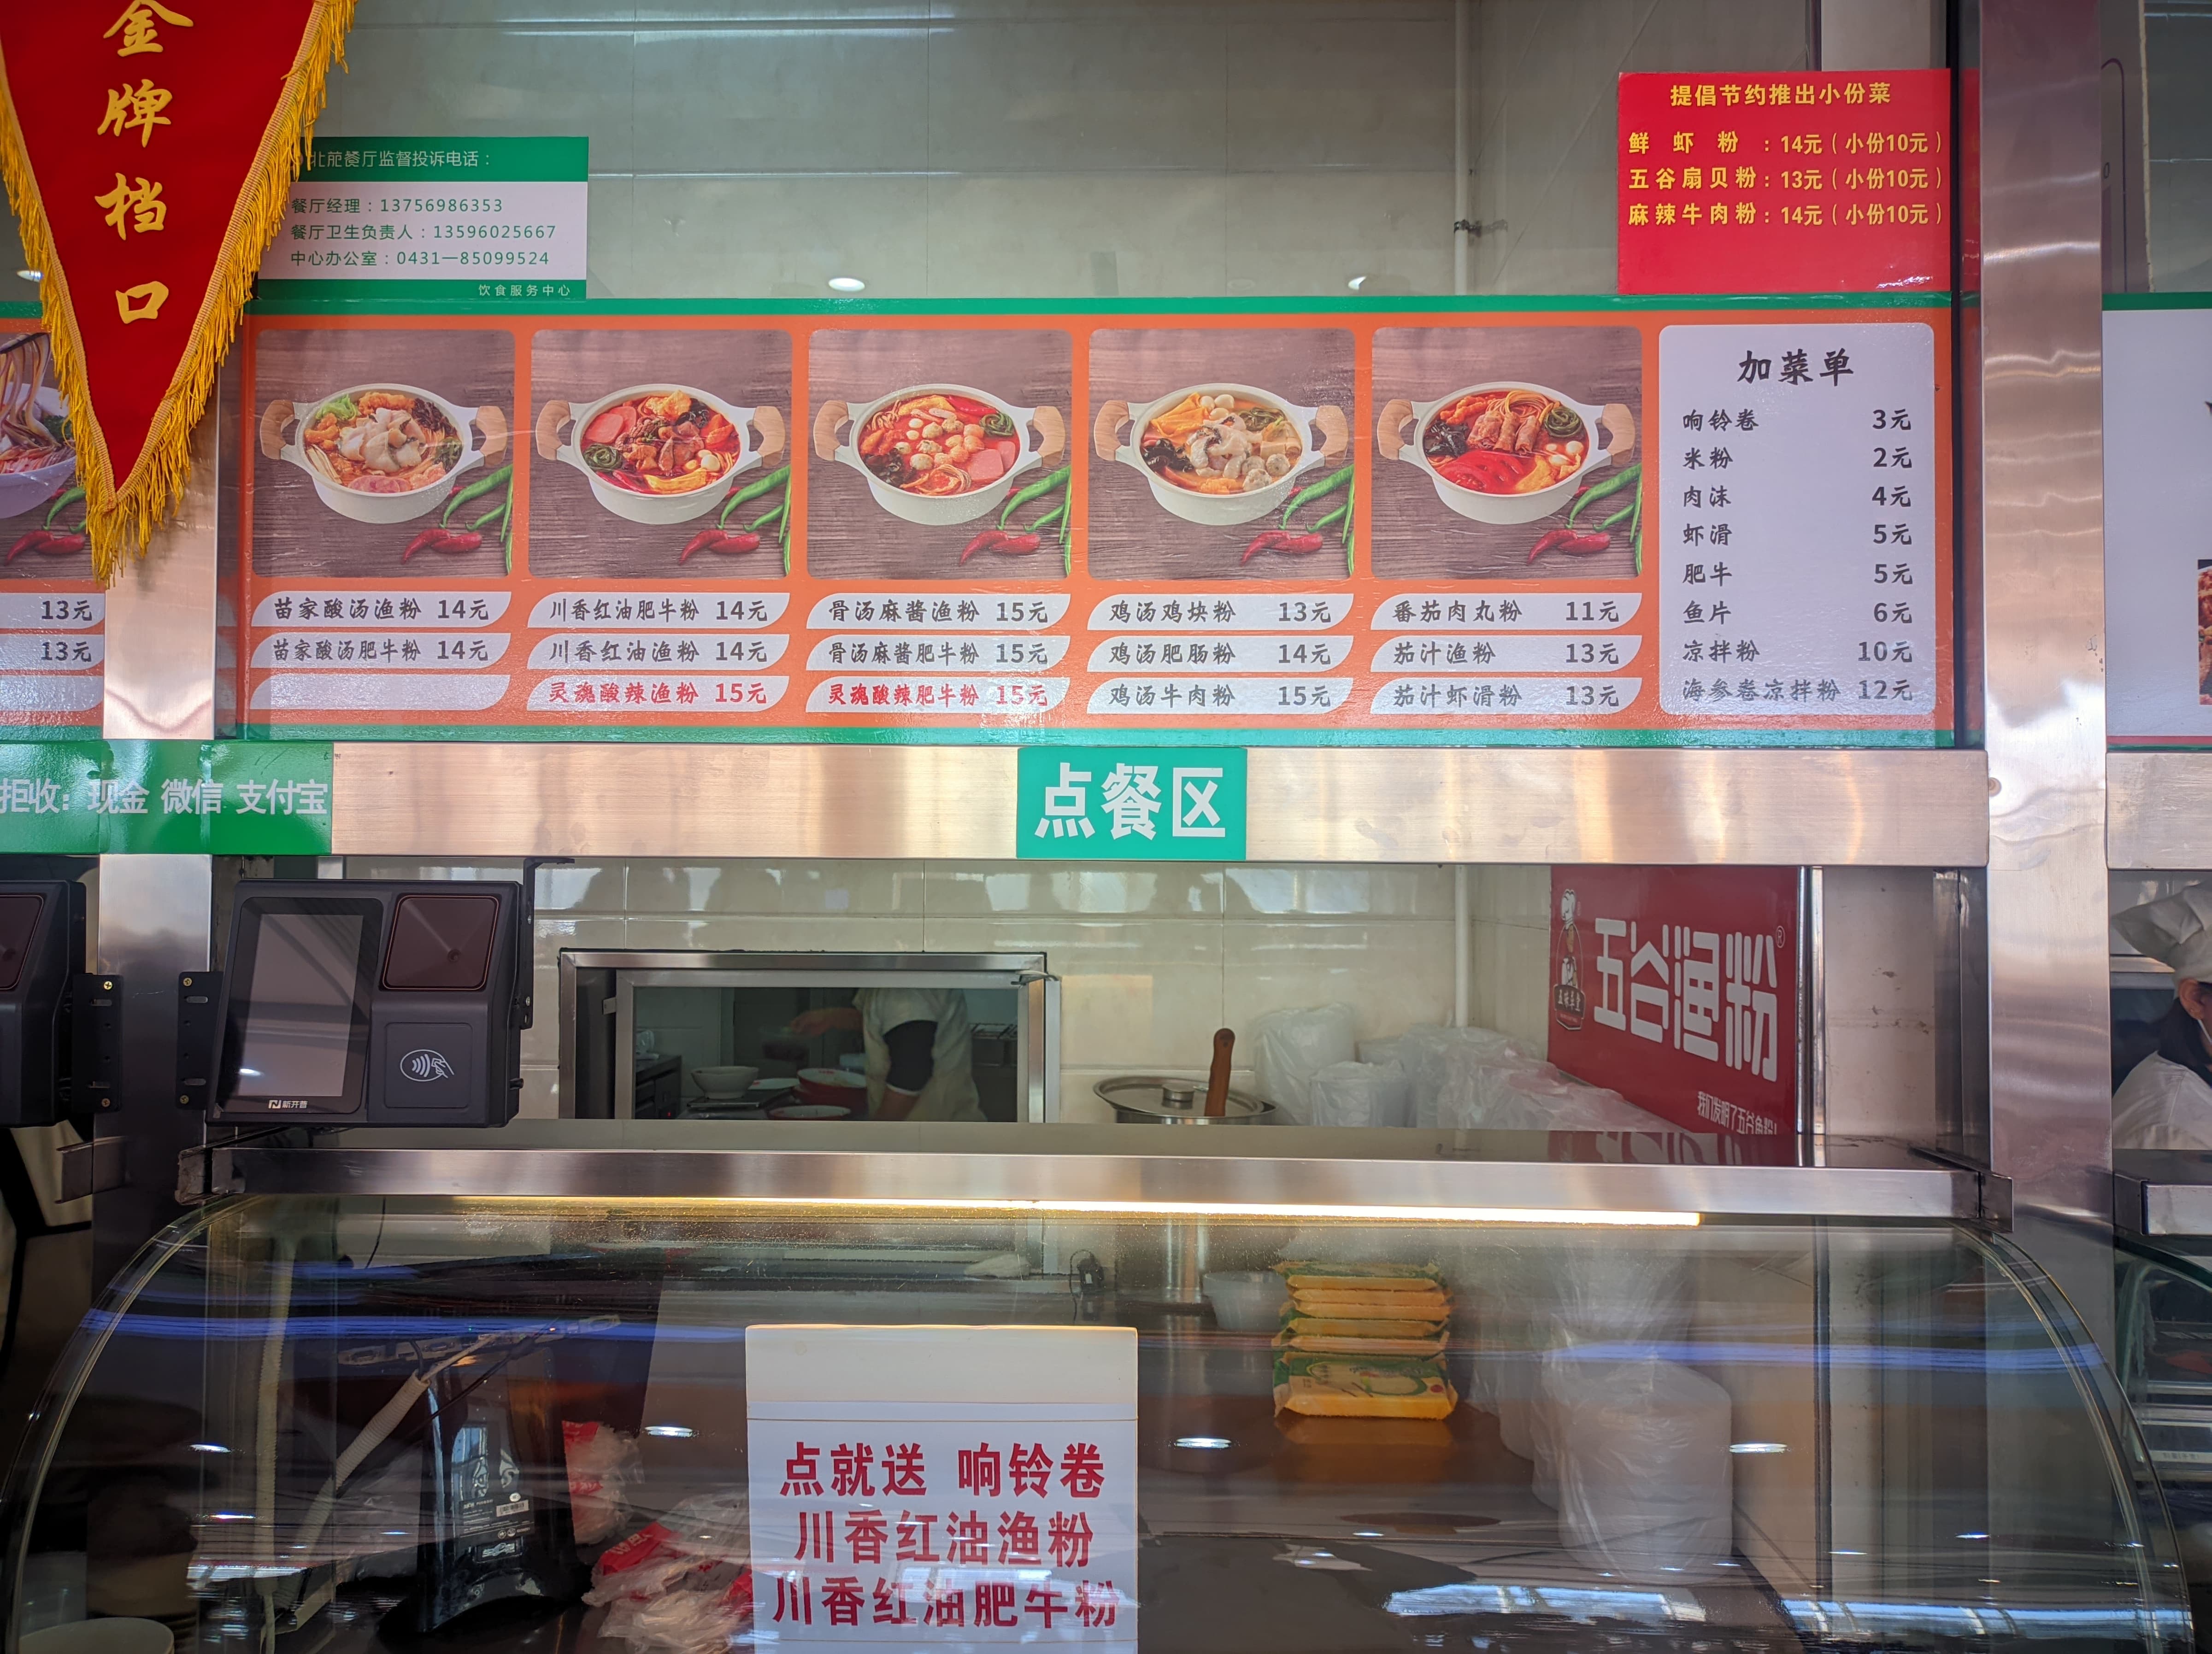 金
牌
档
口
北苑餐厅监督投诉电话：
餐厅经理：13756986353
餐厅卫生负责人：13596025667
中心办公室：0431—85099524
饮食服务中心
提倡节约推出小份菜
鲜虾粉：14元（小份10元）
五谷扇贝粉：13元（小份10元）
麻辣牛肉粉：14元（小份10元）
13元
13元
苗家酸汤渔粉 14元
苗家酸汤肥牛粉 14元
川香红油肥牛粉 14元
川香红油渔粉 14元
灵魂酸辣渔粉 15元
骨汤麻酱渔粉 15元
骨汤麻酱肥牛粉 15元
灵魂酸辣肥牛粉 15元
鸡汤鸡块粉 13元
鸡汤肥肠粉 14元
鸡汤牛肉粉 15元
番茄肉丸粉 11元
茄汁渔粉 13元
茄汁虾滑粉 13元
加菜单
响铃卷 3元
米粉 2元
肉沫 4元
虾滑 5元
肥牛 5元
鱼片 6元
凉拌粉 10元
海参卷凉拌粉 12元
拒收：现金 微信 支付宝
点餐区
新开普
五谷渔粉®
我们发明了五谷鱼粉！
点就送 响铃卷
川香红油渔粉
川香红油肥牛粉